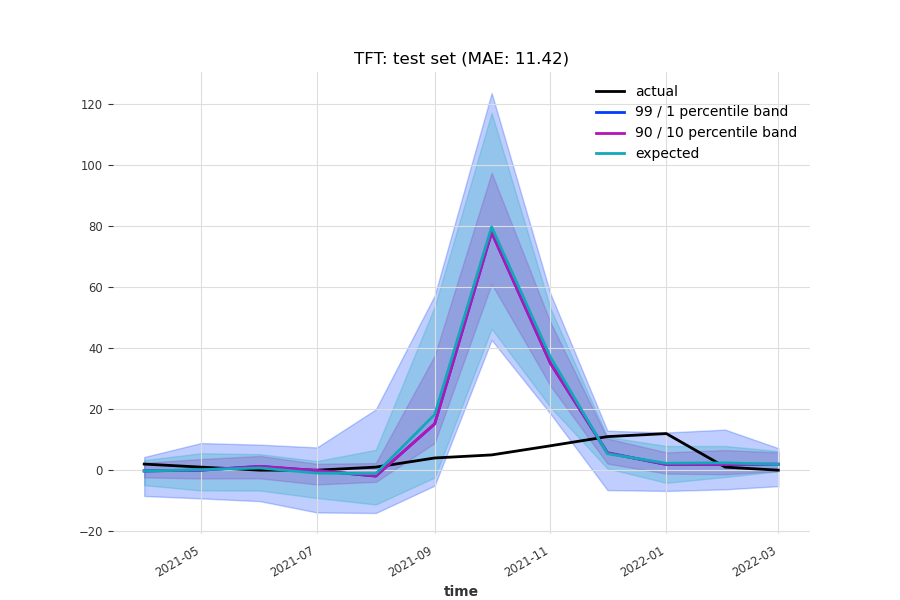 TFT: test set (MAE: 11.42)
actual
99 / 1 percentile band
90 / 10 percentile band
expected
120
100
80
60
40
20
0
−20
2021-05
2021-07
2021-09
2021-11
2022-01
2022-03
time